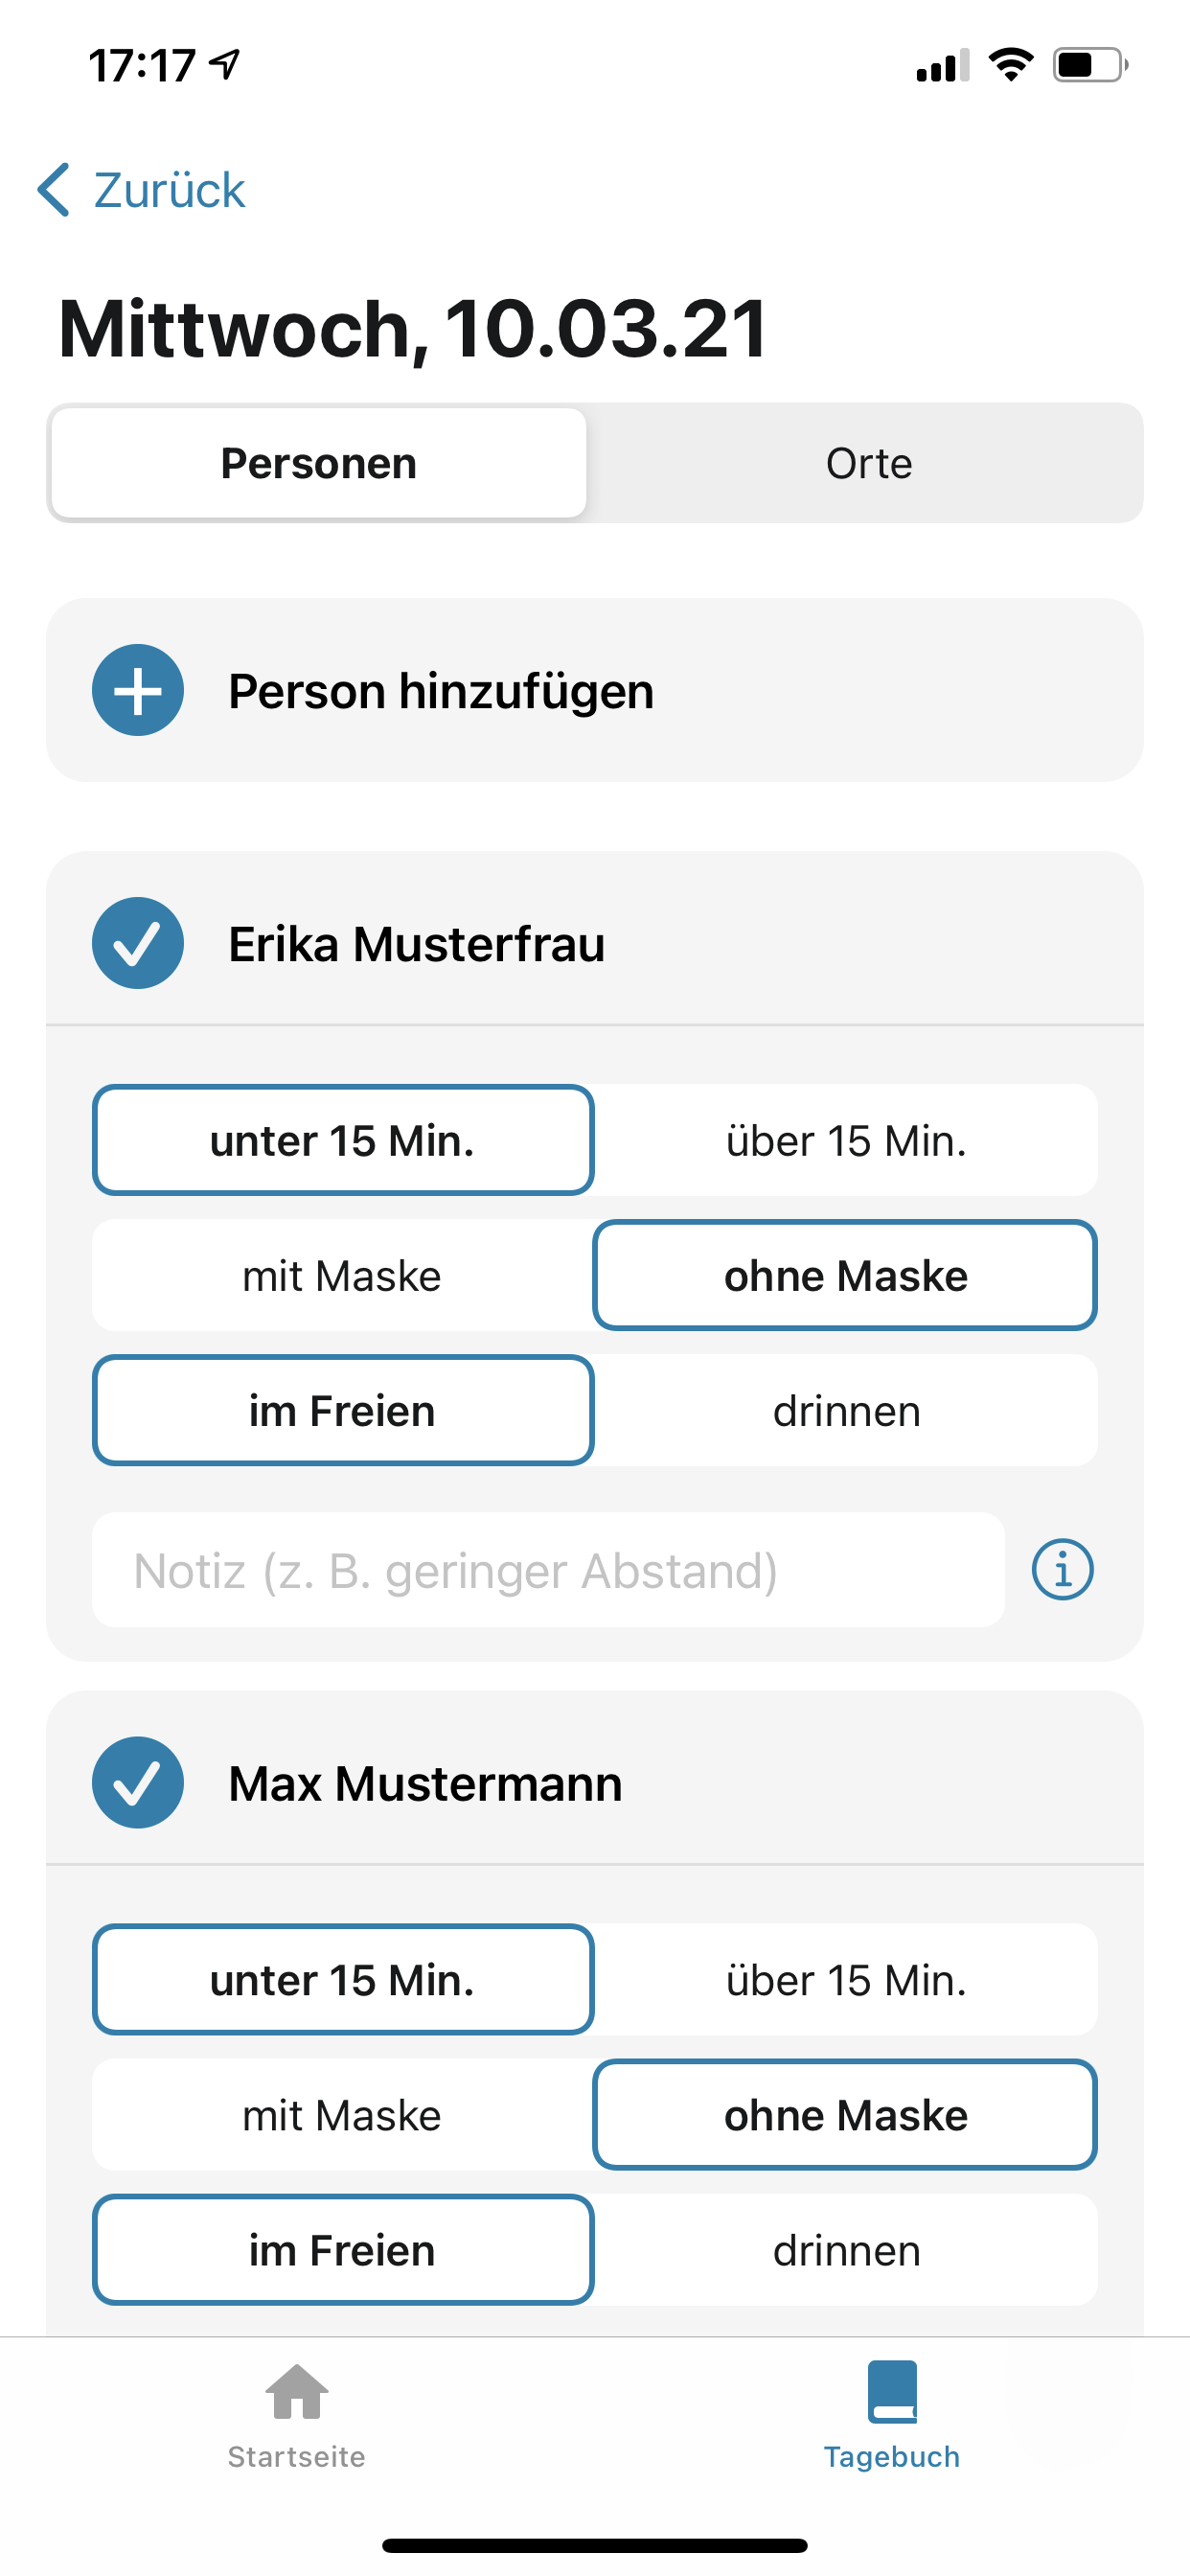 17:17
Zurück
Mittwoch, 10.03.21
Personen Orte
Person hinzufügen
Erika Musterfrau
unter 15 Min. über 15 Min.
mit Maske ohne Maske
im Freien drinnen
Notiz (z. B. geringer Abstand)
Max Mustermann
unter 15 Min. über 15 Min.
mit Maske ohne Maske
im Freien drinnen
Startseite Tagebuch